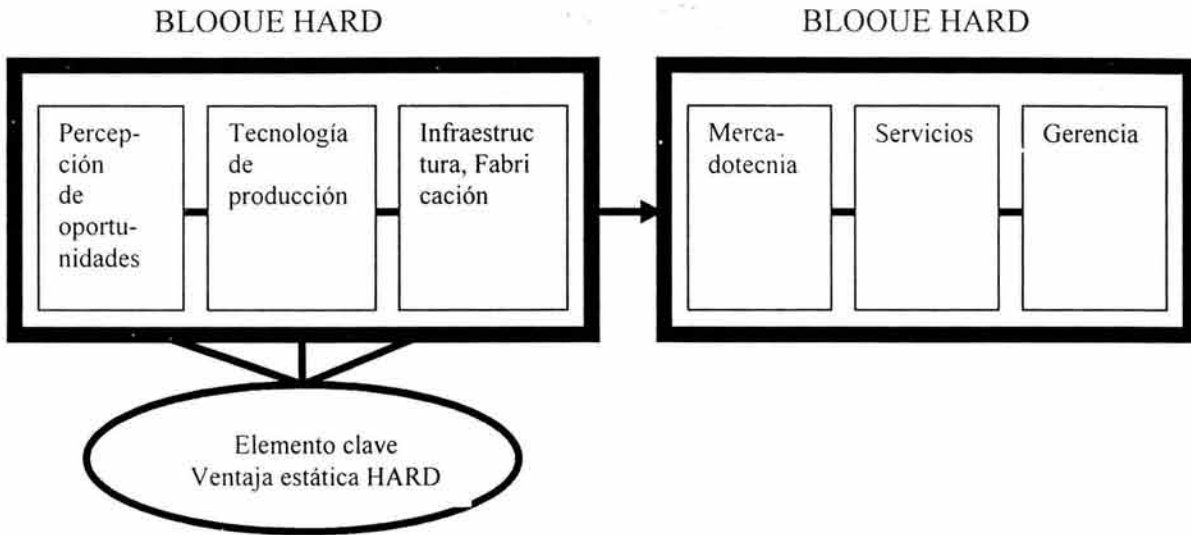 BLOOUE HARD
BLOOUE HARD
Percep-
ción
de
oportu-
nidades
Tecnología
de
producción
Infraestruc
tura, Fabri
cación
Merca-
dotecnia
Servicios
Gerencia
Elemento clave
Ventaja estática HARD